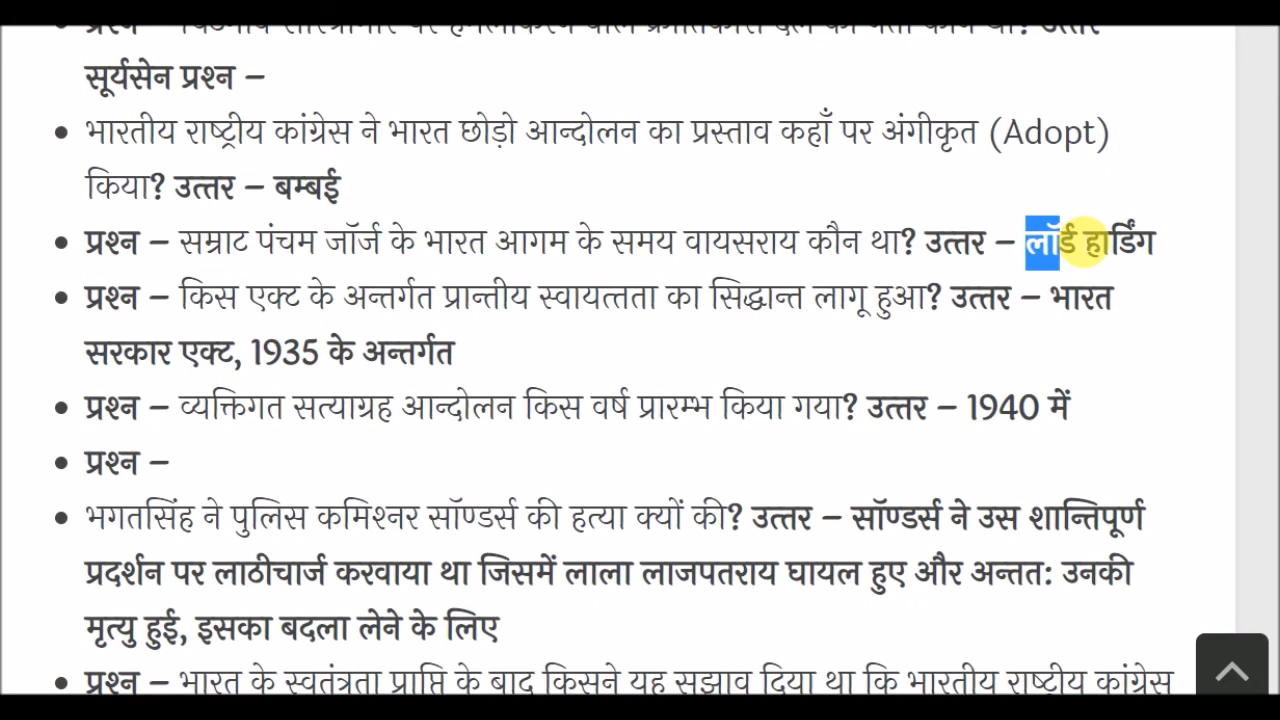 सूर्यसेन प्रश्न –
भारतीय राष्ट्रीय कांग्रेस ने भारत छोड़ो आन्दोलन का प्रस्ताव कहाँ पर अंगीकृत (Adopt)
किया? उत्तर – बम्बई
प्रश्न – सम्राट पंचम जॉर्ज के भारत आगम के समय वायसराय कौन था? उत्तर – लॉर्ड हार्डिंग
प्रश्न – किस एक्ट के अन्तर्गत प्रान्तीय स्वायत्तता का सिद्धान्त लागू हुआ? उत्तर – भारत
सरकार एक्ट, 1935 के अन्तर्गत
प्रश्न – व्यक्तिगत सत्याग्रह आन्दोलन किस वर्ष प्रारम्भ किया गया? उत्तर – 1940 में
प्रश्न –
भगतसिंह ने पुलिस कमिश्नर सॉण्डर्स की हत्या क्यों की? उत्तर – सॉण्डर्स ने उस शान्तिपूर्ण
प्रदर्शन पर लाठीचार्ज करवाया था जिसमें लाला लाजपतराय घायल हुए और अन्तत: उनकी
मृत्यु हुई, इसका बदला लेने के लिए
प्रश्न – भारत के स्वतंत्रता प्राप्ति के बाद किसने यह सुझाव दिया था कि भारतीय राष्ट्रीय कांग्रेस